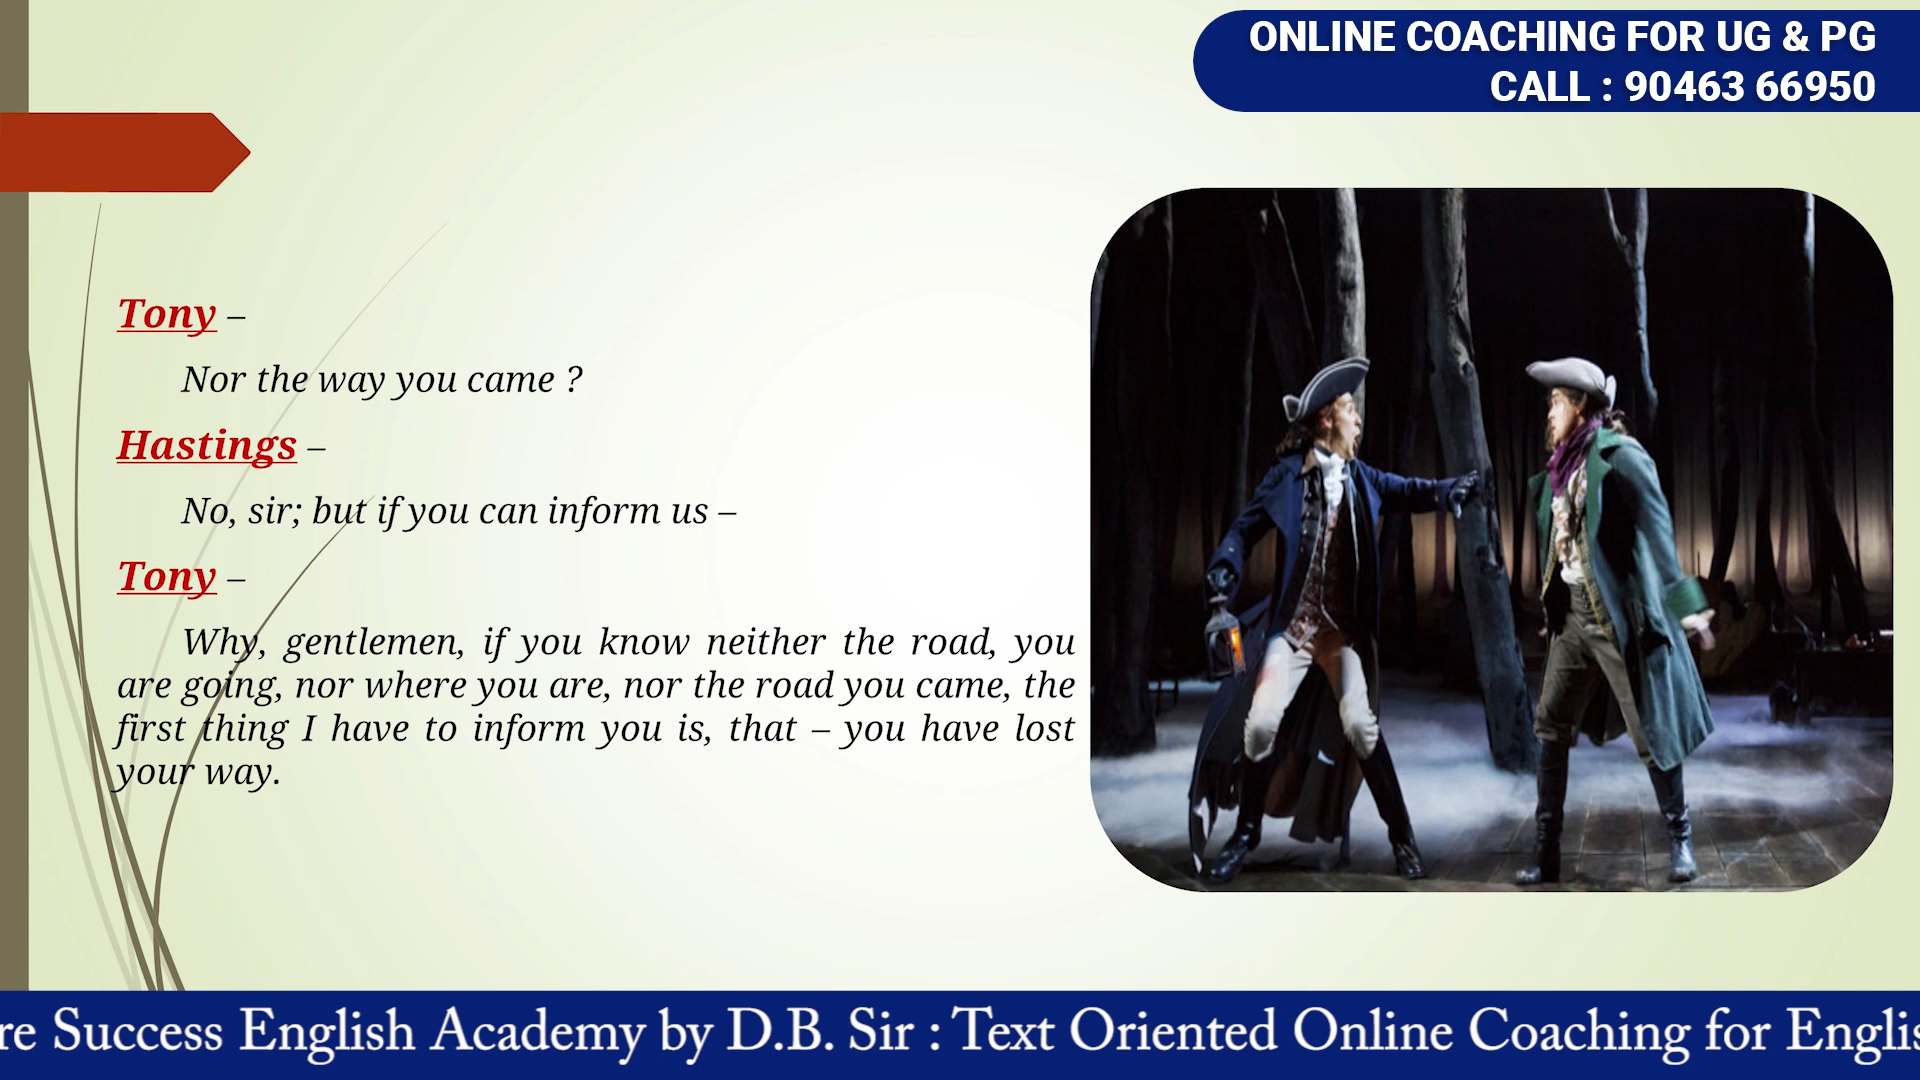 ONLINE COACHING FOR UG & PG
CALL : 90463 66950
Tony –
Nor the way you came ?
Hastings –
No, sir; but if you can inform us –
Tony –
Why, gentlemen, if you know neither the road, you
are going, nor where you are, nor the road you came, the
first thing I have to inform you is, that – you have lost
your way.
re Success English Academy by D.B. Sir : Text Oriented Online Coaching for Englis